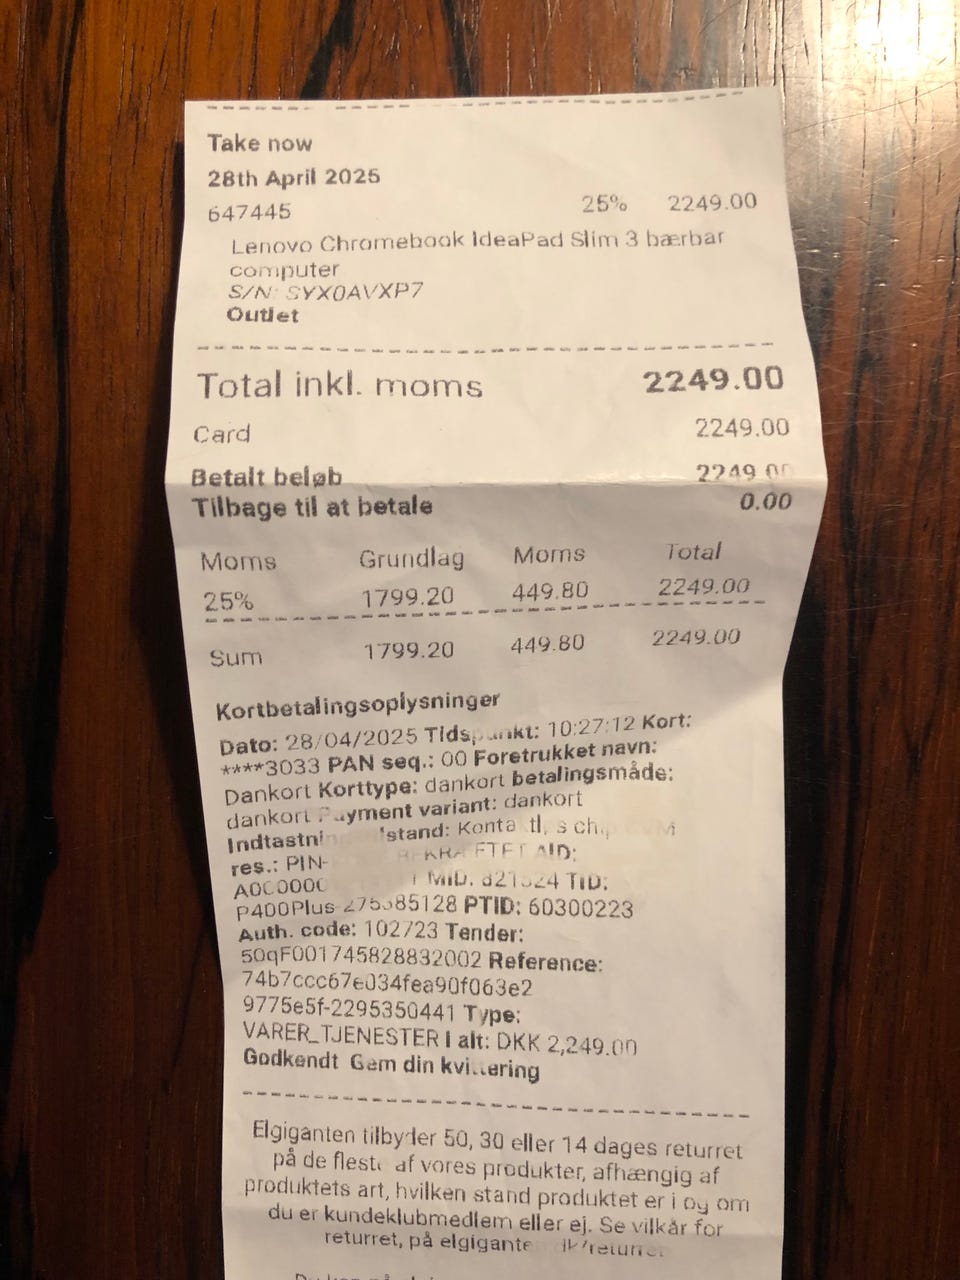 Take now
28th April 2025
647445 25% 2249.00
Lenovo Chromebook IdeaPad Slim 3 bærbar
computer
S/N: SYX0AVXP7
Outlet
Total inkl. moms 2249.00
Card 2249.00
Betalt beløb 2249.00
Tilbage til at betale 0.00
Moms Grundlag Moms Total
25% 1799.20 449.80 2249.00
Sum 1799.20 449.80 2249.00
Kortbetalingsoplysninger
Dato: 28/04/2025 Tidspunkt: 10:27:12 Kort:
****3033 PAN seq.: 00 Foretrukket navn:
Dankort Korttype: dankort betalingsmåde:
dankort Payment variant: dankort
chip
res.: PIN- AID:
MID: TID:
P400Plus PTID: 60300223
Auth. code: 102723 Tender:
50qF001745828832002 Reference:
74b7ccc67e034fea90f063e2
9775e5f-2295350441 Type:
VARER_TJENESTER I alt: DKK 2,249.00
Godkendt Gem din kvittering
Elgiganten tilbyder 50, 30 eller 14 dages returret
på de fleste af vores produkter, afhængig af
produktets art, hvilken stand produktet er i og om
du er kundeklubmedlem eller ej. Se vilkår for
returret, på